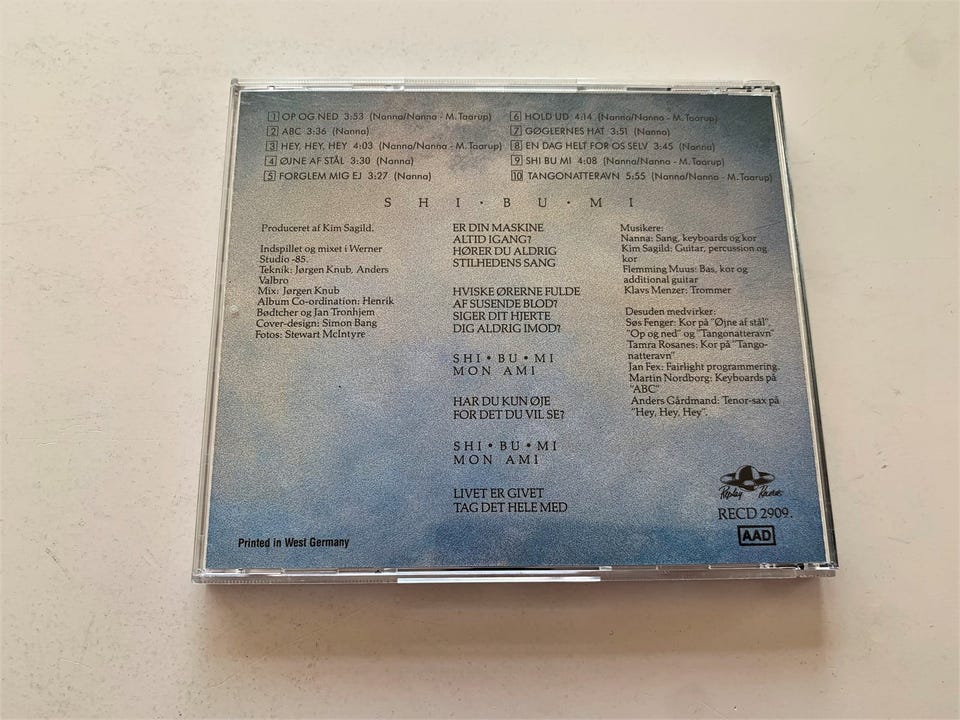 1 OP OG NED 3:53 (Nanna/Nanna - M. Taarup)
2 ABC 3:36 (Nanna)
3 HEY, HEY, HEY 4:03 (Nanna/Nanna - M. Taarup)
4 ØJNE AF STÅL 3:30 (Nanna)
5 FORGLEM MIG EJ 3:27 (Nanna)
6 HOLD UD 4:14 (Nanna/Nanna - M. Taarup)
7 GØGLERNES HAT 3:51 (Nanna)
8 EN DAG HELT FOR OS SELV 3:45 (Nanna)
9 SHI BU MI 4:08 (Nanna/Nanna - M. Taarup)
10 TANGONATTERAVN 5:55 (Nanna/Nanna - M. Taarup)
SHI • BU • MI
Produceret af Kim Sagild.
Indspillet og mixet i Werner
Studio -85.
Teknik: Jørgen Knub, Anders
Valbro
Mix: Jørgen Knub
Album Co-ordination: Henrik
Bødtcher og Jan Tronhjem
Cover-design: Simon Bang
Fotos: Stewart McIntyre
ER DIN MASKINE
ALTID IGANG?
HØRER DU ALDRIG
STILHEDENS SANG
HVISKE ØRERNE FULDE
AF SUSENDE BLOD?
SIGER DIT HJERTE
DIG ALDRIG IMOD?
SHI • BU • MI
MON AMI
HAR DU KUN ØJE
FOR DET DU VIL SE?
SHI • BU • MI
MON AMI
LIVET ER GIVET
TAG DET HELE MED
Musikere:
Nanna: Sang, keyboards og kor
Kim Sagild: Guitar, percussion og
kor
Flemming Muus: Bas, kor og
additional guitar
Klavs Menzer: Trommer
Desuden medvirker:
Søs Fenger: Kor på "Øjne af stål",
"Op og ned" og "Tangonatteravn"
Tamra Rosanes: Kor på "Tango-
natteravn"
Jan Fex: Fairlight programmering.
Martin Nordborg: Keyboards på
"ABC"
Anders Gårdmand: Tenor-sax på
"Hey, Hey, Hey".
Replay Records
RECD 2909.
AAD
Printed in West Germany